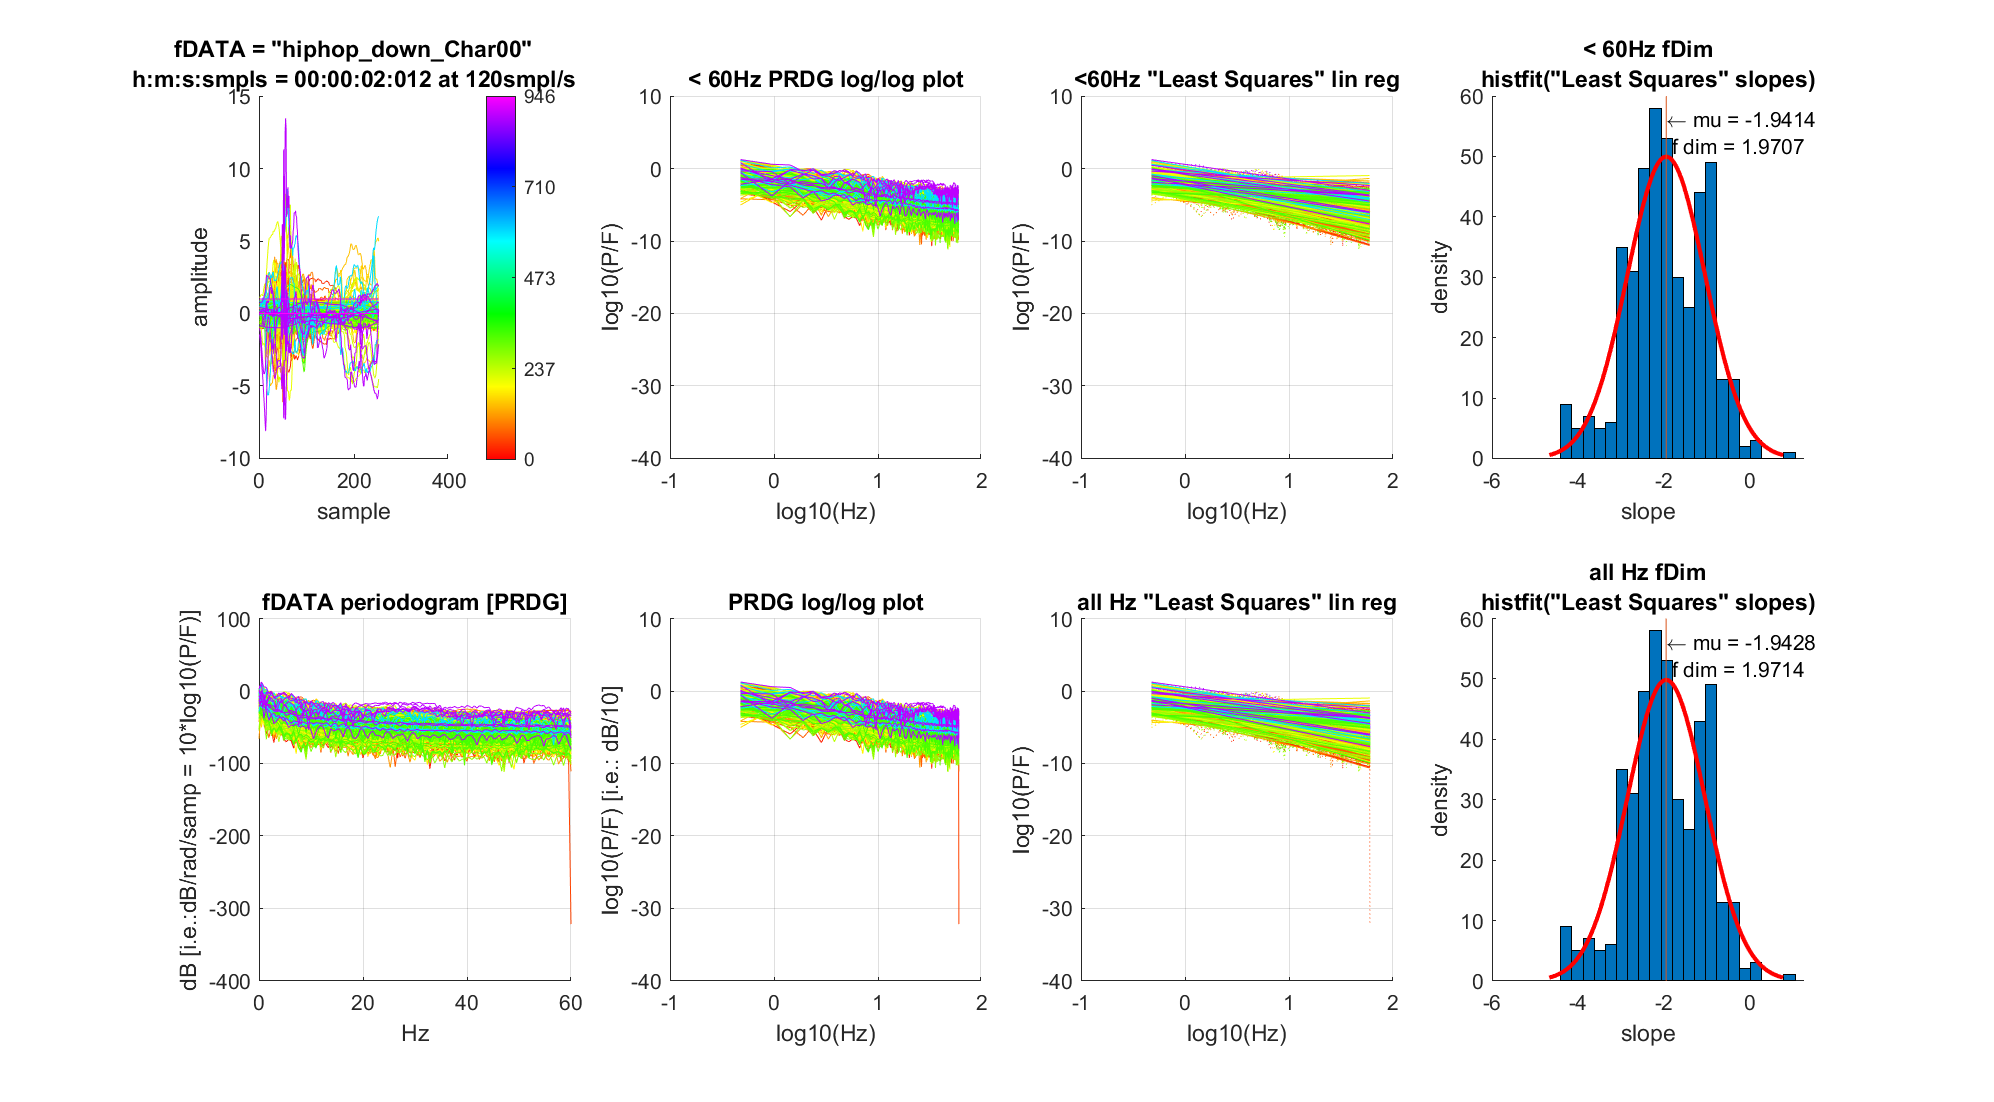 fDATA = "hiphop_down_Char00"
h:m:s:smpls = 00:00:02:012 at 120smpl/s
15
10
5
0
-5
-10
amplitude
0
200
400
sample
946
710
473
237
0
< 60Hz PRDG log/log plot
10
0
-10
-20
-30
-40
log10(P/F)
-1
0
1
2
log10(Hz)
<60Hz "Least Squares" lin reg
10
0
-10
-20
-30
-40
log10(P/F)
-1
0
1
2
log10(Hz)
< 60Hz fDim
histfit("Least Squares" slopes)
← mu = -1.9414
f dim = 1.9707
60
50
40
30
20
10
0
density
-6
-4
-2
0
slope
fDATA periodogram [PRDG]
100
0
-100
-200
-300
-400
dB [i.e.:dB/rad/samp = 10*log10(P/F)]
0
20
40
60
Hz
PRDG log/log plot
10
0
-10
-20
-30
-40
log10(P/F) [i.e.: dB/10]
-1
0
1
2
log10(Hz)
all Hz "Least Squares" lin reg
10
0
-10
-20
-30
-40
log10(P/F)
-1
0
1
2
log10(Hz)
all Hz fDim
histfit("Least Squares" slopes)
← mu = -1.9428
f dim = 1.9714
60
50
40
30
20
10
0
density
-6
-4
-2
0
slope